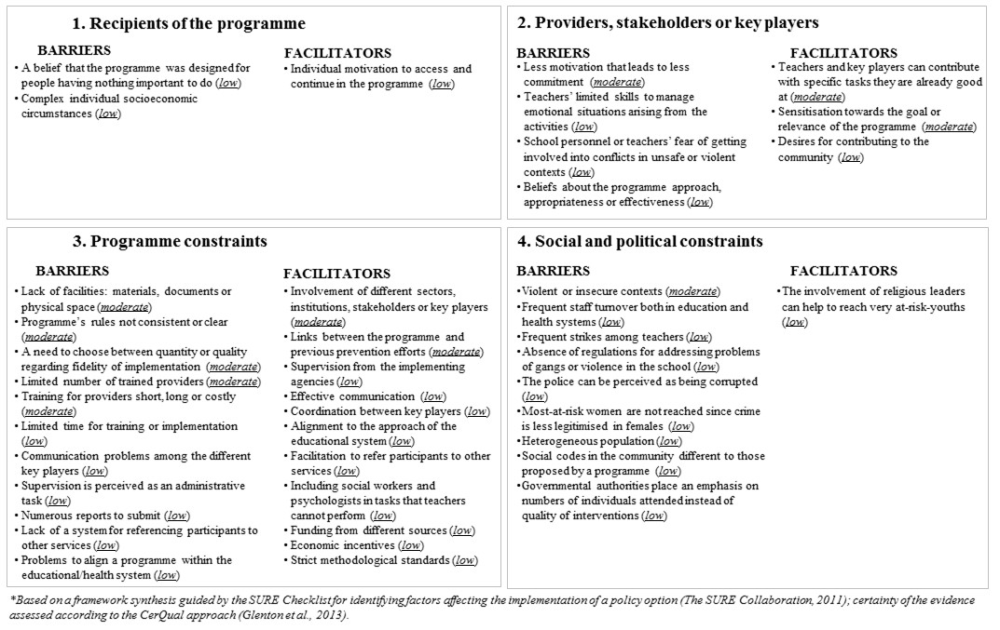 1. Recipients of the programme
BARRIERS
• A belief that the programme was designed for
people having nothing important to do (low)
• Complex individual socioeconomic
circumstances (low)
FACILITATORS
• Individual motivation to access and
continue in the programme (low)
2. Providers, stakeholders or key players
BARRIERS
• Less motivation that leads to less
commitment (moderate)
• Teachers' limited skills to manage
emotional situations arising from the
activities (low)
• School personnel or teachers' fear of getting
involved into conflicts in unsafe or violent
contexts (low)
• Beliefs about the programme approach,
appropriateness or effectiveness (low)
FACILITATORS
• Teachers and key players can contribute
with specific tasks they are already good
at (moderate)
• Sensitisation towards the goal or
relevance of the programme (moderate)
• Desires for contributing to the
community (low)
3. Programme constraints
BARRIERS
• Lack of facilities: materials, documents or
physical space (moderate)
• Programme's rules not consistent or clear
(moderate)
• A need to choose between quantity or quality
regarding fidelity of implementation (moderate)
• Limited number of trained providers (moderate)
• Training for providers short, long or costly
(moderate)
• Limited time for training or implementation
(low)
• Communication problems among the different
key players (low)
• Supervision is perceived as an administrative
task (low)
• Numerous reports to submit (low)
• Lack of a system for referencing participants to
other services (low)
• Problems to align a programme within the
educational/health system (low)
FACILITATORS
• Involvement of different sectors,
institutions, stakeholders or key players
(moderate)
• Links between the programme and
previous prevention efforts (moderate)
• Supervision from the implementing
agencies (low)
• Effective communication (low)
• Coordination between key players (low)
• Alignment to the approach of the
educational system (low)
• Facilitation to refer participants to other
services (low)
• Including social workers and
psychologists in tasks that teachers
cannot perform (low)
• Funding from different sources (low)
• Economic incentives (low)
• Strict methodological standards (low)
4. Social and political constraints
BARRIERS
• Violent or insecure contexts (moderate)
• Frequent staff turnover both in education and
health systems (low)
• Frequent strikes among teachers (low)
• Absence of regulations for addressing problems
of gangs or violence in the school (low)
• The police can be perceived as being corrupted
(low)
• Most-at-risk women are not reached since crime
is less legitimised in females (low)
• Heterogeneous population (low)
• Social codes in the community different to those
proposed by a programme (low)
• Governmental authorities place an emphasis on
numbers of individuals attended instead of
quality of interventions (low)
FACILITATORS
• The involvement of religious leaders
can help to reach very at-risk-youths
(low)
*Based on a framework synthesis guided by the SURE Checklist for identifying factors affecting the implementation of a policy option (The SURE Collaboration, 2011); certainty of the evidence
assessed according to the CerQual approach (Glenton et al., 2013).